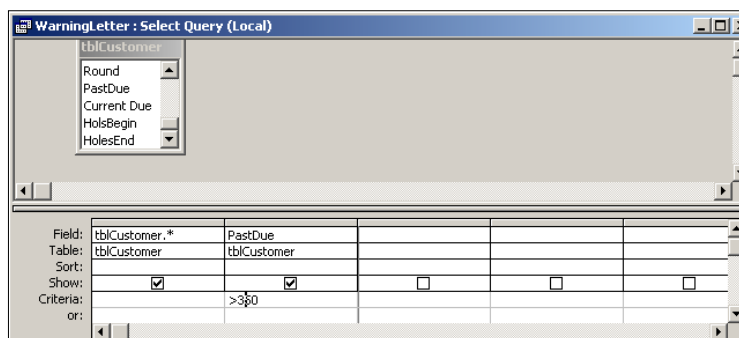 WarningLetter : Select Query (Local)
tblCustomer
Round
PastDue
Current Due
HolsBegin
HolesEnd
Field: tblCustomer.* PastDue
Table: tblCustomer tblCustomer
Sort:
Show:
Criteria: >350
or: